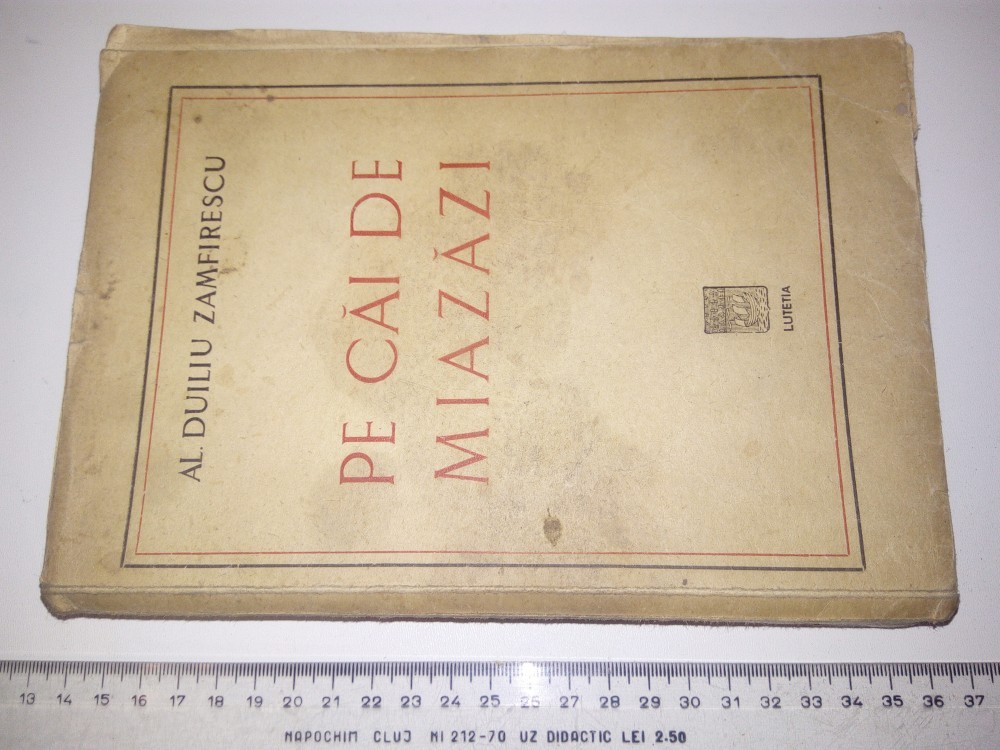 AL. DUILIU ZAMFIRESCU
PE CĂI DE
MIAZĂZI
LUTETIA
13 14 15 16 17 18 19 20 21 22 23 24 25 26 27 28 29 30 31 32 33 34 35 36 37
NAPOCHIM CLUJ NI 212-70 UZ DIDACTIC LEI 2.50